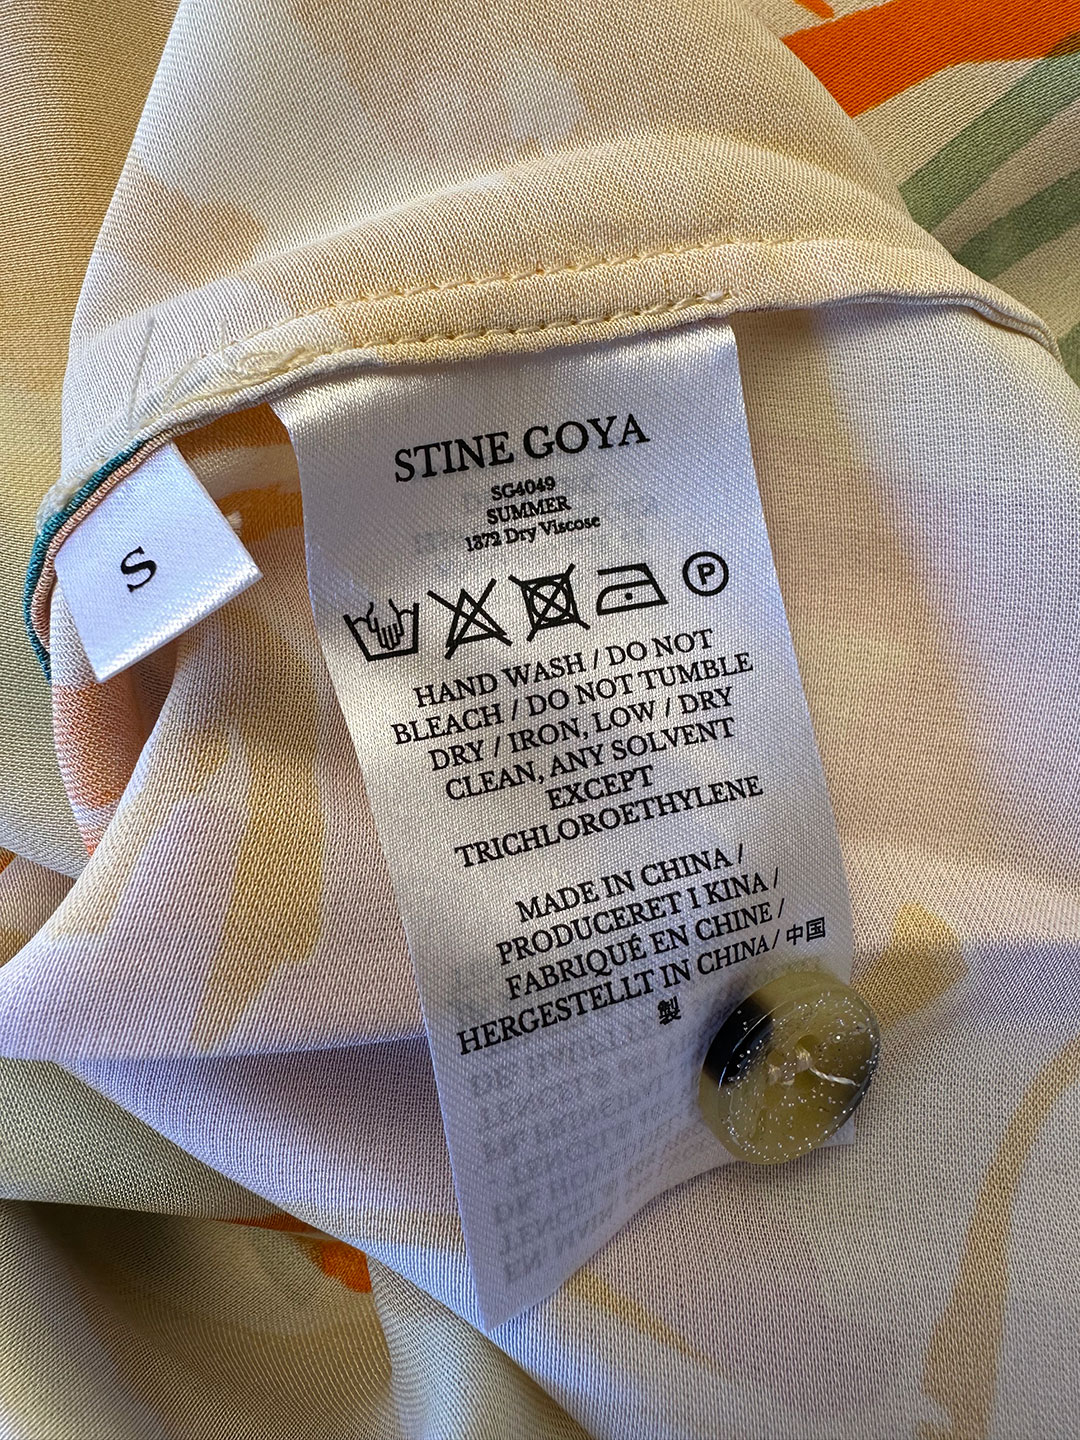 STINE GOYA
SG4049
SUMMER
1372 Dry Viscose
P
HAND WASH / DO NOT
BLEACH / DO NOT TUMBLE
DRY / IRON, LOW / DRY
CLEAN, ANY SOLVENT
EXCEPT
TRICHLOROETHYLENE
MADE IN CHINA /
PRODUCERET I KINA /
FABRIQUÉ EN CHINE /
HERGESTELLT IN CHINA / 中国
製
S